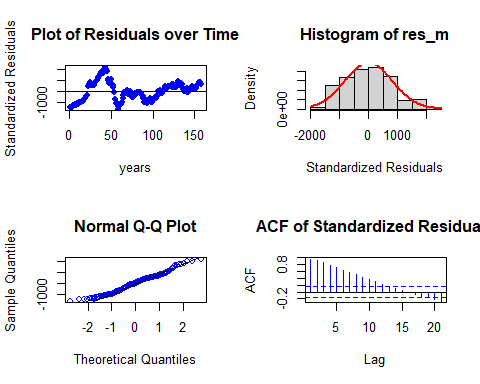 Plot of Residuals over Time
Standardized Residuals
-1000
0 50 100 150
years
Histogram of res_m
Density
0e+00
-2000 0 1000
Standardized Residuals
Normal Q-Q Plot
Sample Quantiles
-1000
-2 -1 0 1 2
Theoretical Quantiles
ACF of Standardized Residua
ACF
-0.2 0.8
5 10 15 20
Lag